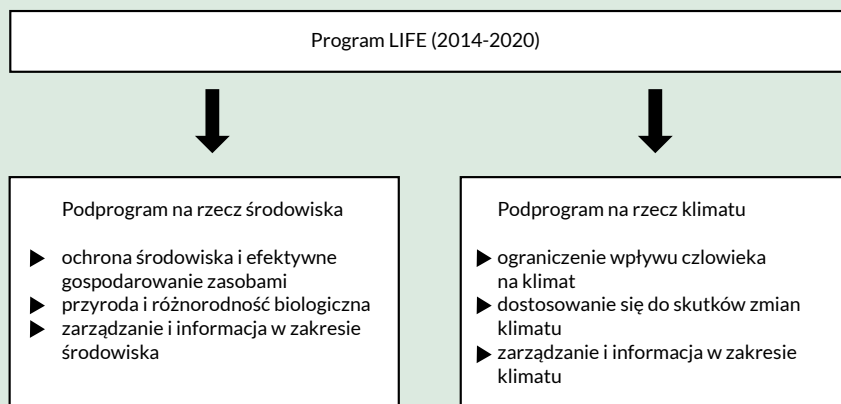 Program LIFE (2014-2020)
Podprogram na rzecz środowiska
ochrona środowiska i efektywne
gospodarowanie zasobami
przyroda i różnorodność biologiczna
zarządzanie i informacja w zakresie
środowiska
Podprogram na rzecz klimatu
ograniczenie wpływu człowieka
na klimat
dostosowanie się do skutków zmian
klimatu
zarządzanie i informacja w zakresie
klimatu